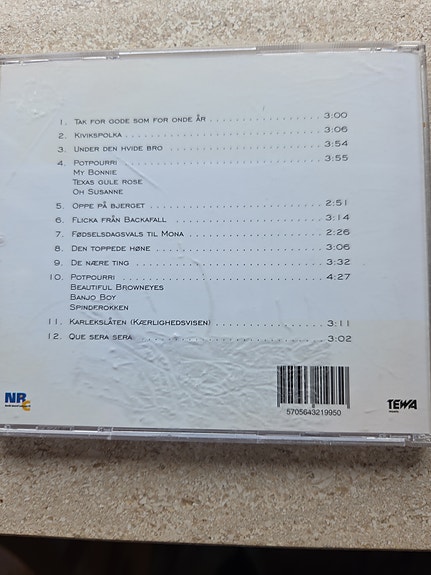 1. Tak for gode som for onde år 3:00
2. Kivikspolka 3:06
3. Under den hvide bro 3:54
4. Potpourri 3:55
My Bonnie
Texas gule rose
Oh Susanne
5. Oppe på bjerget 2:51
6. Flicka från Backafall 3:14
7. Fødselsdagsvals til Mona 2:26
8. Den toppede høne 3:06
9. De nære ting 3:32
10. Potpourri 4:27
Beautiful Browneyes
Banjo Boy
Spinderokken
11. Karlekslåten (Kærlighedsvisen) 3:11
12. Que sera sera 3:02
NR
5705643219950
TEWA